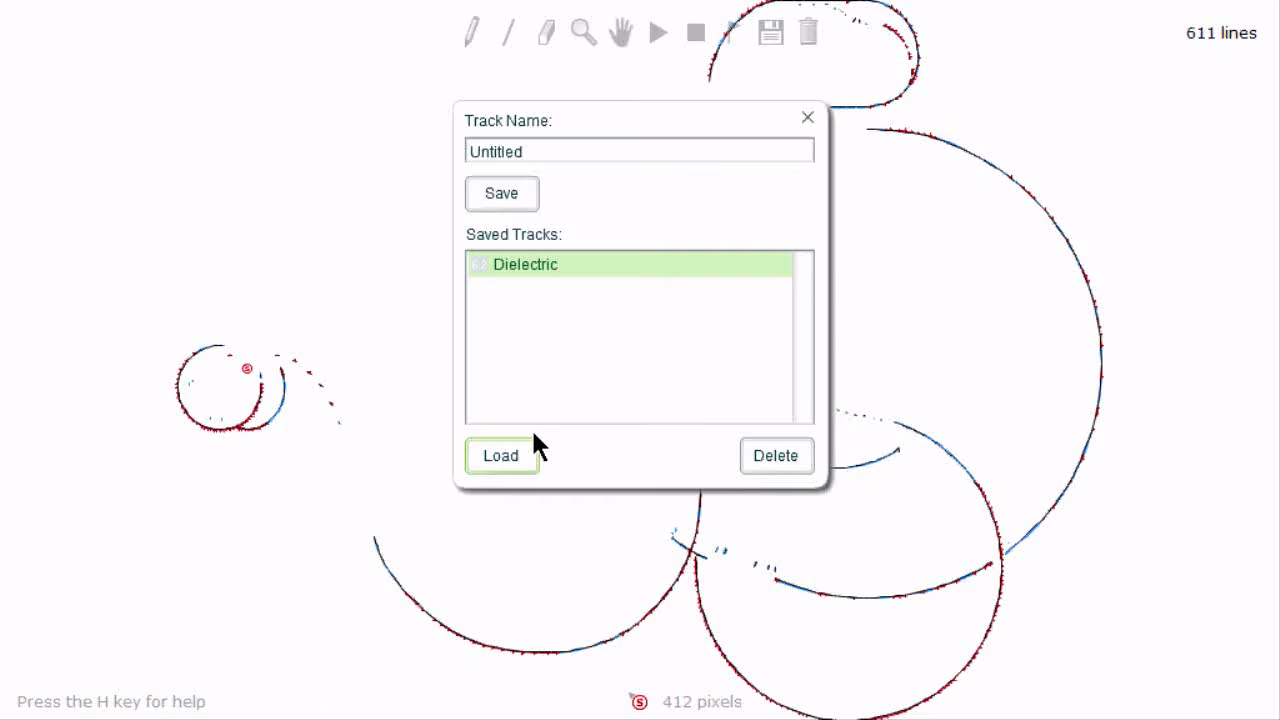 611 lines
Track Name:
Untitled
Save
Saved Tracks:
Dielectric
Load
Delete
Press the H key for help
412 pixels